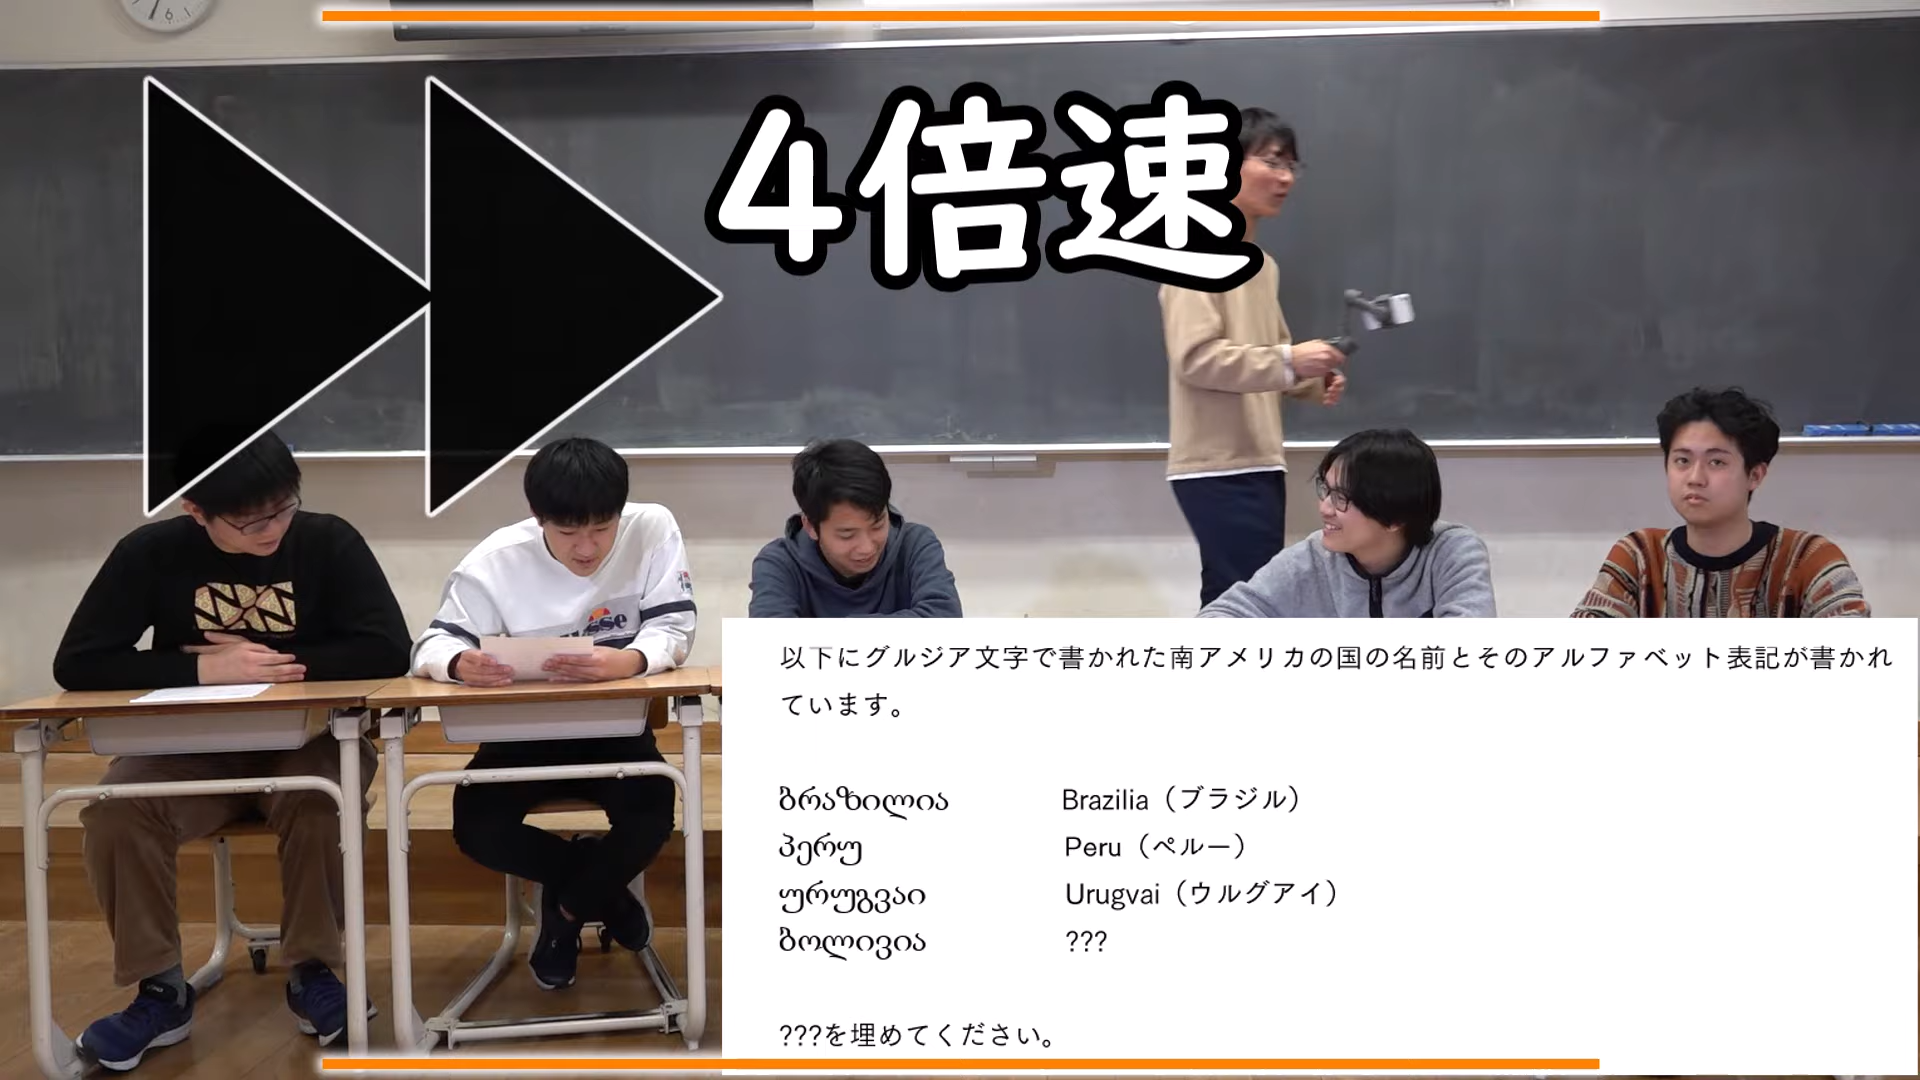 4倍速
以下にグルジア文字で書かれた南アメリカの国の名前とそのアルファベット表記が書かれ
ています。
ბრაზილია Brazilia（ブラジル）
პერუ Peru（ペルー）
ურუგვაი Urugvai（ウルグアイ）
ბოლივია ???
???を埋めてください。